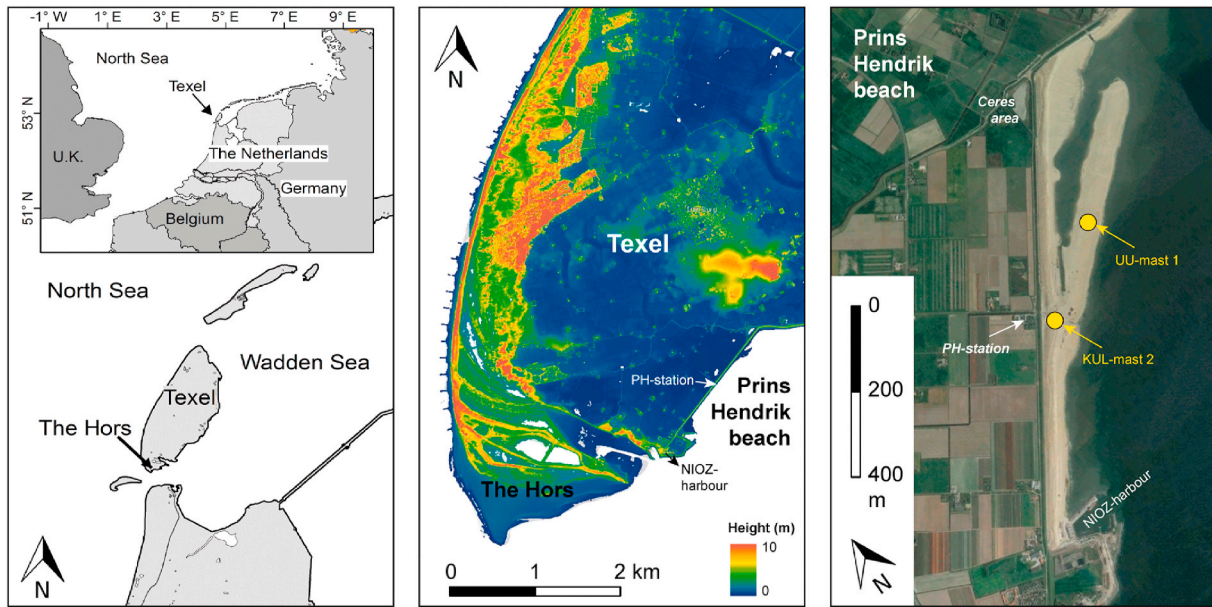 -1° W
1°
3°
5°
7°
9° E
North Sea
Texel
53° N
The Netherlands
U.K.
Germany
51° N
Belgium
North Sea
Wadden Sea
Texel
The Hors
N
N
Texel
PH-station
Prins
Hendrik
beach
NIOZ-
harbour
The Hors
Height (m)
10
0
0 1 2 km
Prins
Hendrik
beach
Ceres
area
UU-mast 1
0
PH-station
KUL-mast 2
200
400
m
NIOZ-harbour
N